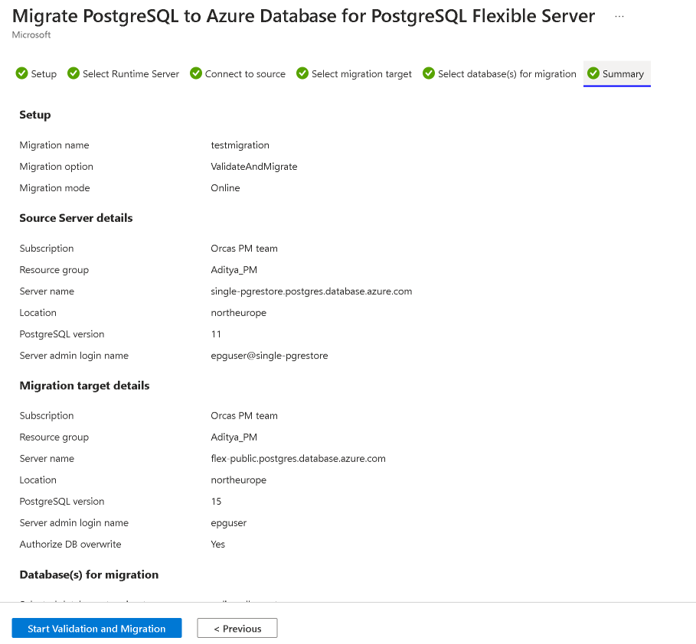 Migrate PostgreSQL to Azure Database for PostgreSQL Flexible Server ...
Microsoft
Setup Select Runtime Server Connect to source Select migration target Select database(s) for migration Summary
Setup
Migration name testmigration
Migration option ValidateAndMigrate
Migration mode Online
Source Server details
Subscription Orcas PM team
Resource group Aditya_PM
Server name single-pgrestore.postgres.database.azure.com
Location northeurope
PostgreSQL version 11
Server admin login name epguser@single-pgrestore
Migration target details
Subscription Orcas PM team
Resource group Aditya_PM
Server name flex-public.postgres.database.azure.com
Location northeurope
PostgreSQL version 15
Server admin login name epguser
Authorize DB overwrite Yes
Database(s) for migration
Start Validation and Migration < Previous